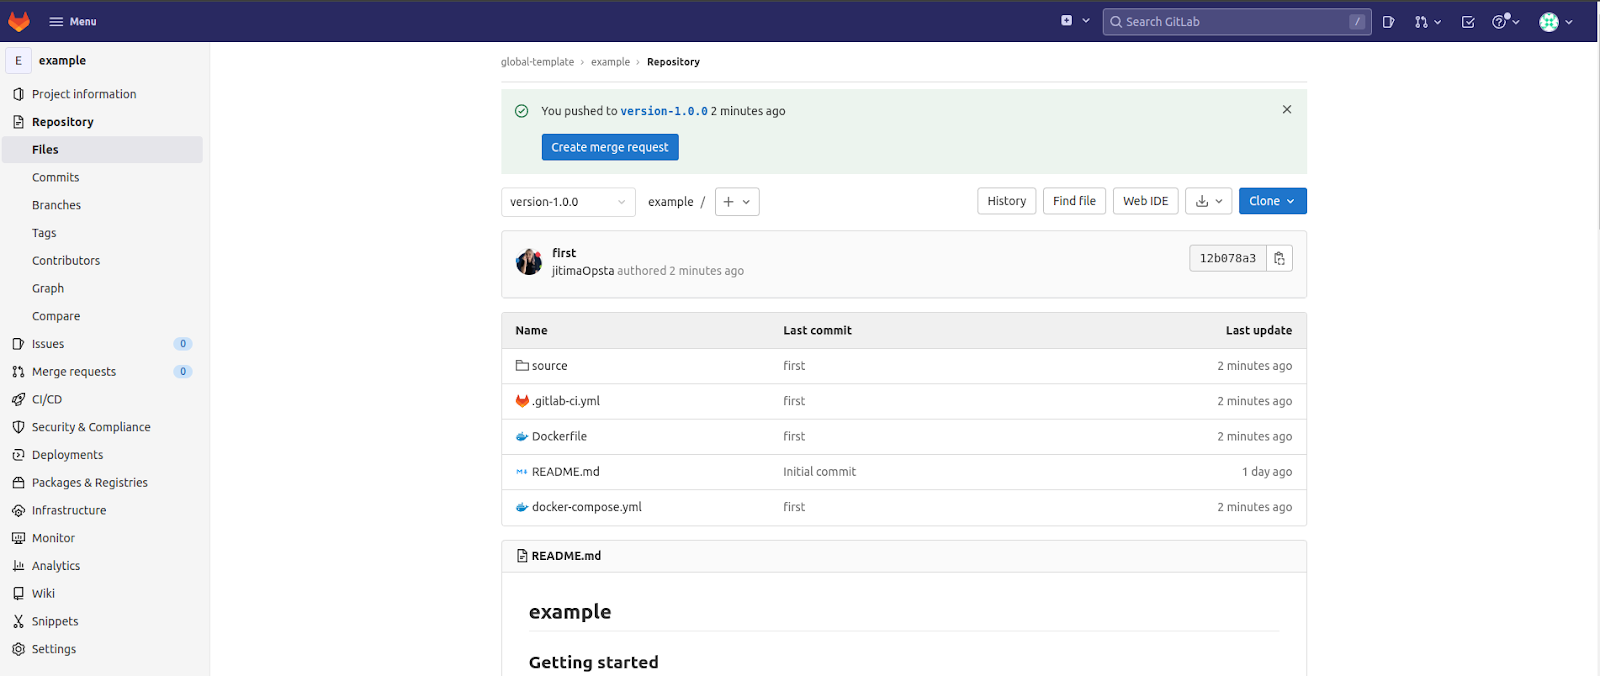 Menu
Search GitLab /
E example
Project information
Repository
Files
Commits
Branches
Tags
Contributors
Graph
Compare
Issues 0
Merge requests 0
CI/CD
Security & Compliance
Deployments
Packages & Registries
Infrastructure
Monitor
Analytics
Wiki
Snippets
Settings
global-template › example › Repository
You pushed to version-1.0.0 2 minutes ago
Create merge request
version-1.0.0 example / + History Find file Web IDE Clone
first
jitimaOpsta authored 2 minutes ago
12b078a3
Name Last commit Last update
source first 2 minutes ago
.gitlab-ci.yml first 2 minutes ago
Dockerfile first 2 minutes ago
README.md Initial commit 1 day ago
docker-compose.yml first 2 minutes ago
README.md
example
Getting started